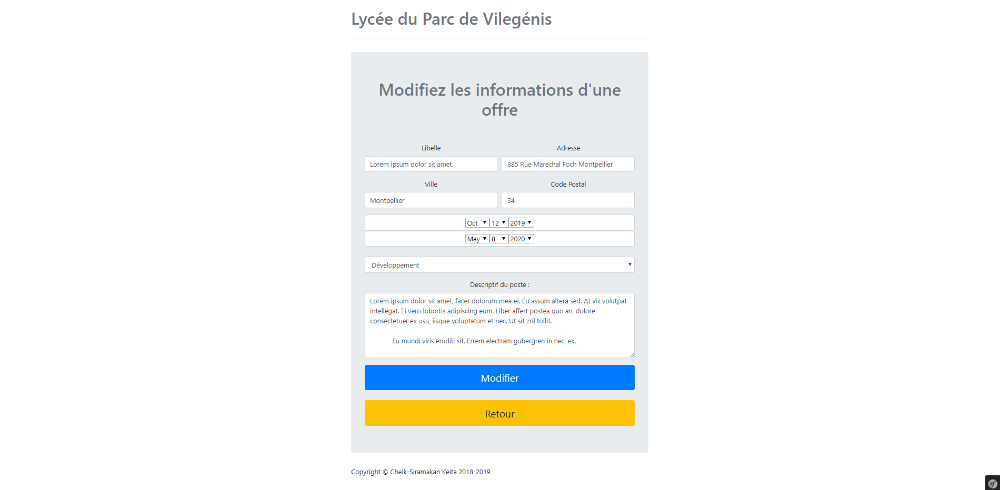 Lycée du Parc de Vilegénis
Modifiez les informations d'une
offre
Libelle
Adresse
Lorem ipsum dolor sit amet.
885 Rue Marechal Foch Montpellier
Ville
Code Postal
Montpellier
34
Oct 12 2019
May 8 2020
Développement
Descriptif du poste :
Lorem ipsum dolor sit amet, facer dolorum mea ei. Eu assum altera sed. At vix volutpat
intellegat. Ei vero lobortis adipiscing eum. Liber affert postea quo an, dolore
consectetuer ex usu, iisque voluptatum et nec. Ut sit zril tollit.
Eu mundi viris eruditi sit. Errem electram gubergren in nec, ex.
Modifier
Retour
Copyright © Cheik-Siramakan Keita 2018-2019
sf